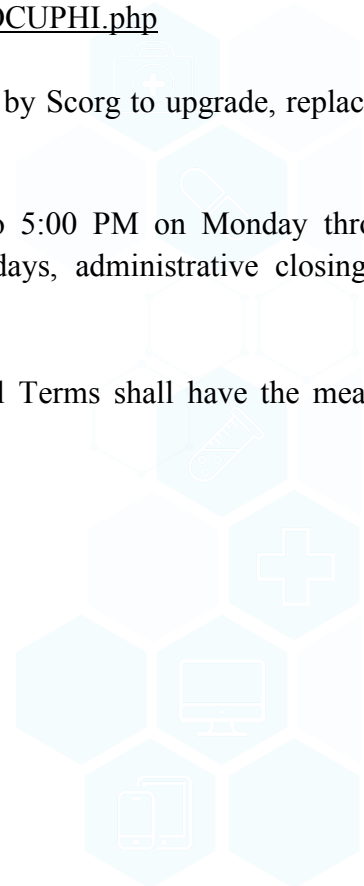 OCUPHI.php
by Scorg to upgrade, replac
o 5:00 PM on Monday thro
days, administrative closing
l Terms shall have the mea